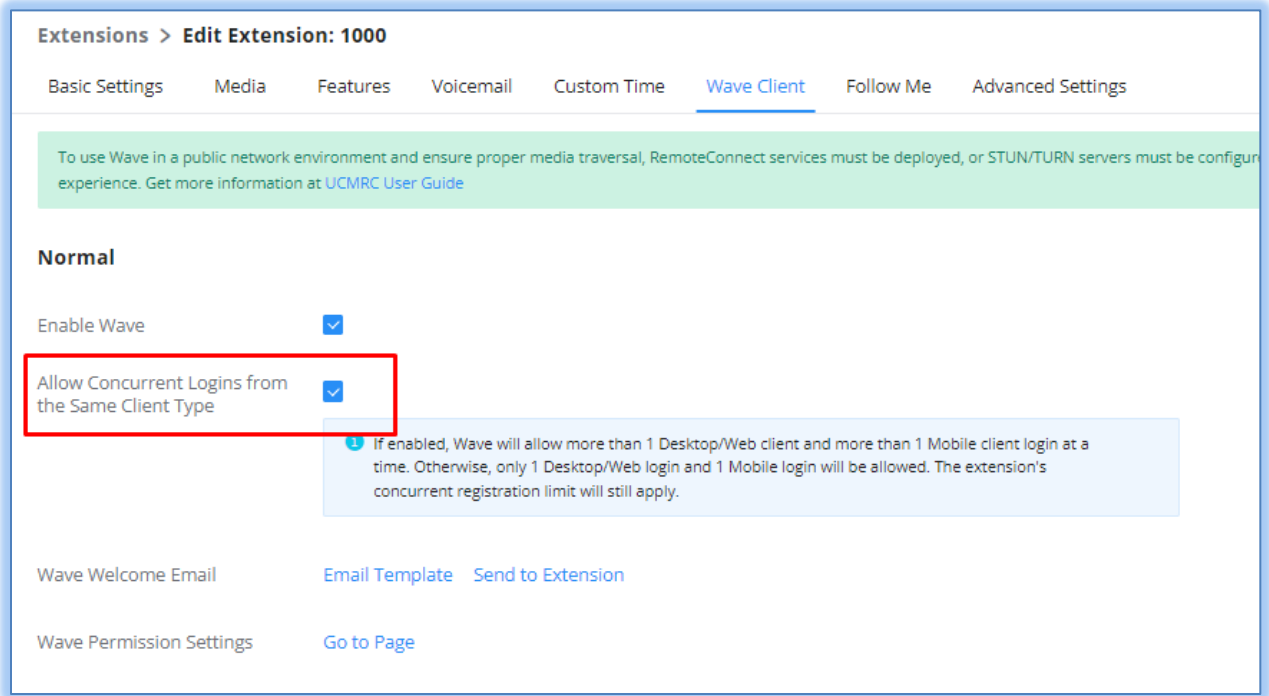 Extensions > Edit Extension: 1000
Basic Settings Media Features Voicemail Custom Time Wave Client Follow Me Advanced Settings
To use Wave in a public network environment and ensure proper media traversal, RemoteConnect services must be deployed, or STUN/TURN servers must be configur
experience. Get more information at UCMRC User Guide
Normal
Enable Wave
Allow Concurrent Logins from
the Same Client Type
If enabled, Wave will allow more than 1 Desktop/Web client and more than 1 Mobile client login at a
time. Otherwise, only 1 Desktop/Web login and 1 Mobile login will be allowed. The extension's
concurrent registration limit will still apply.
Wave Welcome Email Email Template Send to Extension
Wave Permission Settings Go to Page